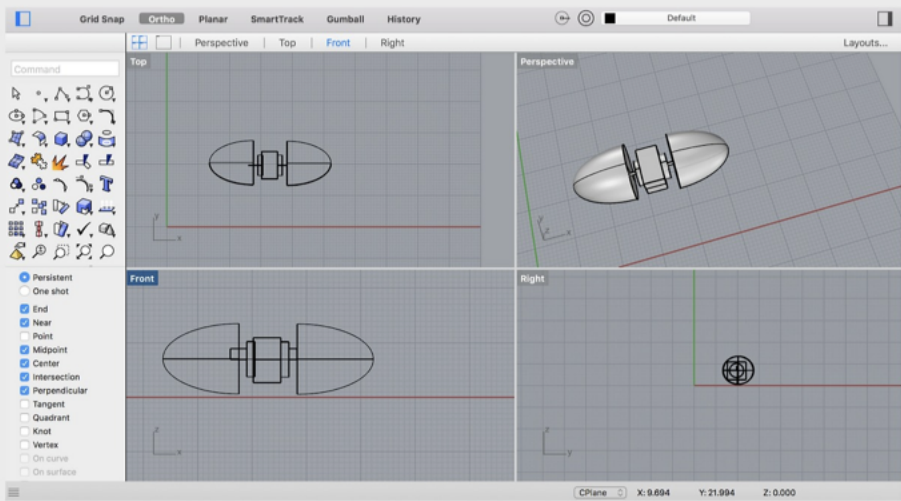 Grid Snap Ortho Planar SmartTrack Gumball History Default
Perspective Top Front Right Layouts...
Command
Top
Perspective
y
x
y
z
x
Persistent
One shot
End
Near
Point
Midpoint
Center
Intersection
Perpendicular
Tangent
Quadrant
Knot
Vertex
On curve
On surface
Front
Right
z
x
z
y
CPlane X: 9.694 Y: 21.994 Z: 0.000